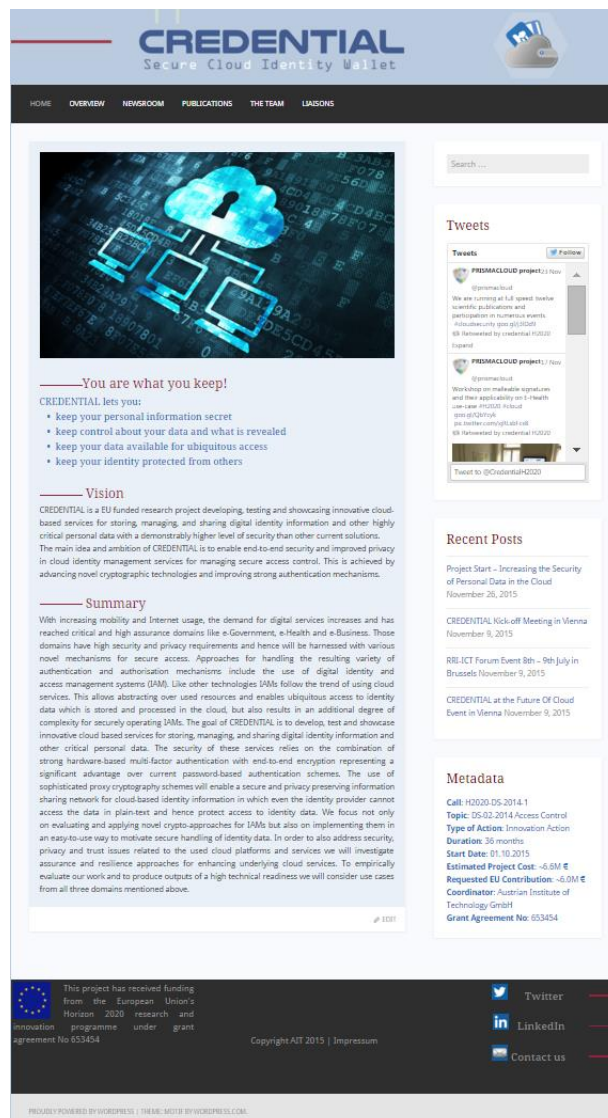 CREDENTIAL
Secure Cloud Identity Wallet
HOME OVERVIEW NEWSROOM PUBLICATIONS THE TEAM LIAISONS
You are what you keep!
CREDENTIAL lets you:
• keep your personal information secret
• keep control about your data and what is revealed
• keep your data available for ubiquitous access
• keep your identity protected from others
Vision
CREDENTIAL is a EU funded research project developing, testing and showcasing innovative cloud-
based services for storing, managing, and sharing digital identity information and other highly
critical personal data with a demonstrably higher level of security than other current solutions.
The main idea and ambition of CREDENTIAL is to enable end-to-end security and improved privacy
in cloud identity management services for managing secure access control. This is achieved by
advancing novel cryptographic technologies and improving strong authentication mechanisms.
Summary
With increasing mobility and Internet usage, the demand for digital services increases and has
reached critical and high assurance domains like e-Government, e-Health and e-Business. Those
domains have high security and privacy requirements and hence will be harnessed with various
novel mechanisms for secure access. Approaches for handling the resulting variety of
authentication and authorisation mechanisms include the use of digital identity and
access management systems (IAM). Like other technologies IAMs follow the trend of using cloud
services. This allows abstracting over used resources and enables ubiquitous access to identity
data which is stored and processed in the cloud, but also results in an additional degree of
complexity for securely operating IAMs. The goal of CREDENTIAL is to develop, test and showcase
innovative cloud based services for storing, managing, and sharing digital identity information and
other critical personal data. The security of these services relies on the combination of
strong hardware-based multi-factor authentication with end-to-end encryption representing a
significant advantage over current password-based authentication schemes. The use of
sophisticated proxy cryptography schemes will enable a secure and privacy preserving information
sharing network for cloud-based identity information in which even the identity provider cannot
access the data in plain-text and hence protect access to identity data. We focus not only
on evaluating and applying novel crypto-approaches for IAMs but also on implementing them in
an easy-to-use way to motivate secure handling of identity data. In order to also address security,
privacy and trust issues related to the used cloud platforms and services we will investigate
assurance and resilience approaches for enhancing underlying cloud services. To empirically
evaluate our work and to produce outputs of a high technical readiness we will consider use cases
from all three domains mentioned above.
EDIT
Search ...
Tweets
Tweets Follow
PRISMACLOUD project 23 Nov
@prismacloud
We are running at full speed: twelve
scientific publications and
participation in numerous events.
#cloudsecurity
Retweeted by credential H2020
Expand
PRISMACLOUD project 17 Nov
@prismacloud
Workshop on malleable signatures
and their applicability on E-Health
use-case #H2020 #cloud
Retweeted by credential H2020
Tweet to @CredentialH2020
Recent Posts
Project Start – Increasing the Security
of Personal Data in the Cloud
November 26, 2015
CREDENTIAL Kick-off Meeting in Vienna
November 9, 2015
RRI-ICT Forum Event 8th – 9th July in
Brussels November 9, 2015
CREDENTIAL at the Future Of Cloud
Event in Vienna November 9, 2015
Metadata
Call: H2020-DS-2014-1
Topic: DS-02-2014 Access Control
Type of Action: Innovation Action
Duration: 36 months
Start Date: 01.10.2015
Estimated Project Cost: ~6.6M €
Requested EU Contribution: ~6.0M €
Coordinator: Austrian Institute of
Technology GmbH
Grant Agreement No: 653454
This project has received funding
from the European Union's
Horizon 2020 research and
innovation programme under grant
agreement No 653454
Copyright AIT 2015 | Impressum
Twitter
LinkedIn
Contact us
PROUDLY POWERED BY WORDPRESS | THEME: MOTIF BY WORDPRESS.COM.